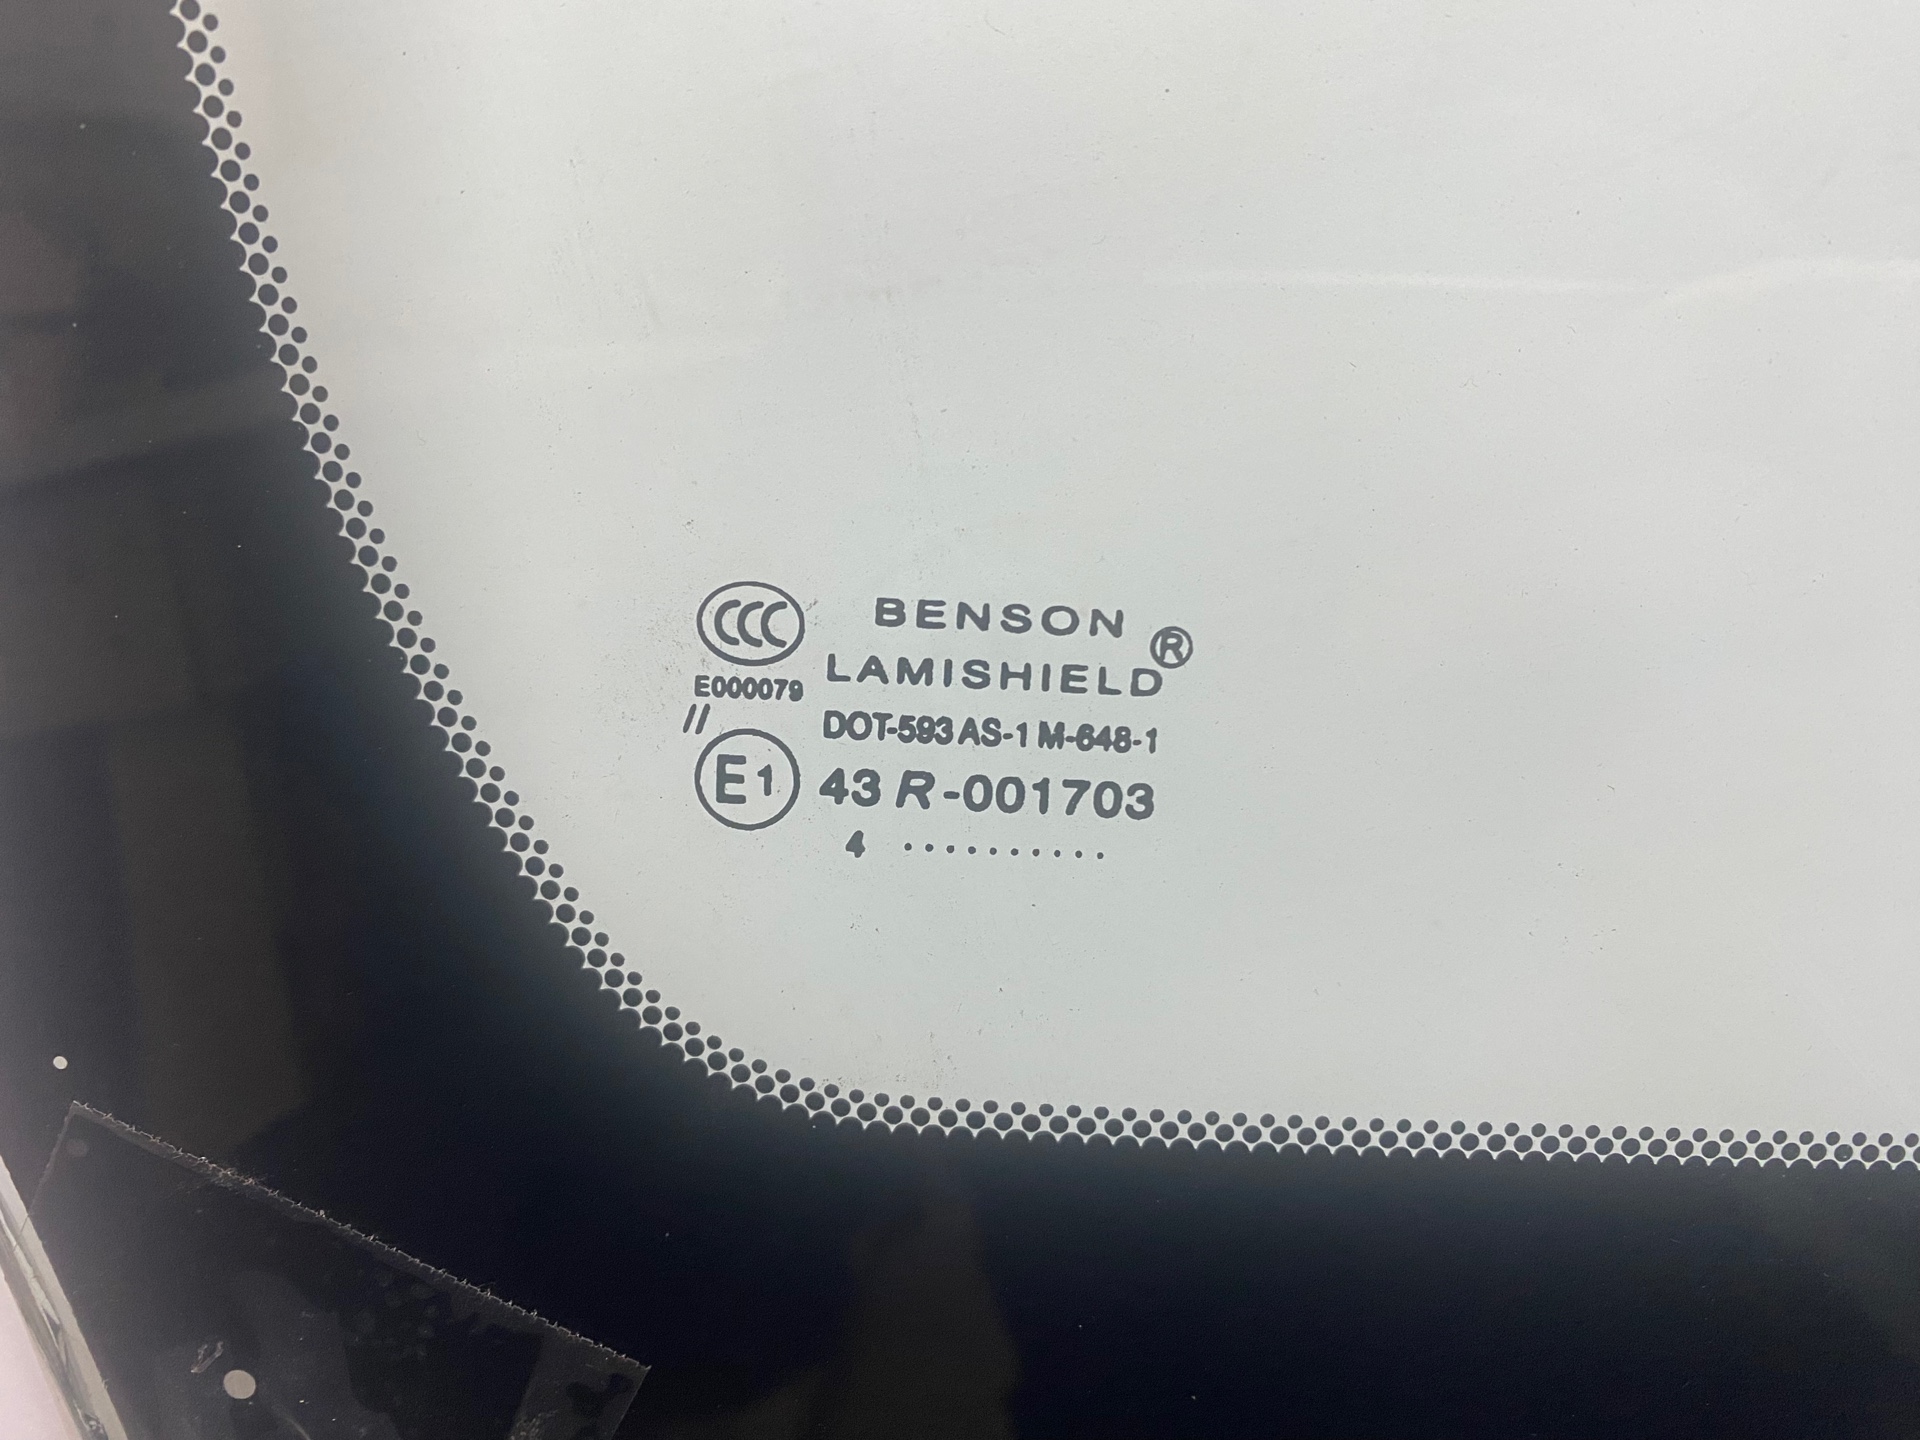 CCC BENSON
LAMISHIELD ®
E000079
// DOT-593 AS-1 M-648-1
E1 43 R-001703
4 ..........